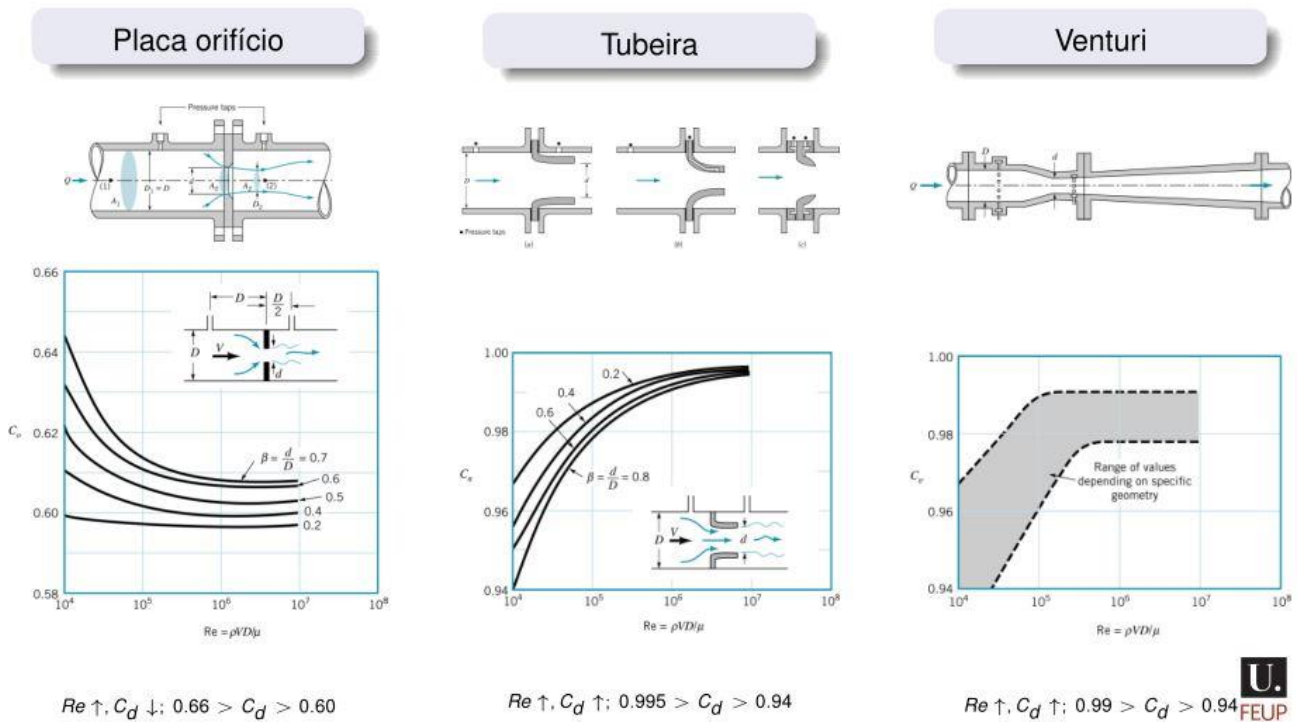 Placa orifício
Pressure taps
Q
(1)
A₁
D₁ = D
d
A₀
A₂
(2)
D₂
0.66
0.64
0.62
0.60
0.58
Cₒ
D
D/2
D
V
d
β = d/D = 0.7
0.6
0.5
0.4
0.2
10⁴ 10⁵ 10⁶ 10⁷ 10⁸
Re = ρVD/μ
Re ↑, C_d ↓; 0.66 > C_d > 0.60
Tubeira
D
d
• Pressure taps
(a)
(b)
(c)
1.00
0.98
0.96
0.94
Cₙ
0.2
0.4
0.6
β = d/D = 0.8
D
V
d
10⁴ 10⁵ 10⁶ 10⁷ 10⁸
Re = ρVD/μ
Re ↑, C_d ↑; 0.995 > C_d > 0.94
Venturi
Q
D
d
1.00
0.98
0.96
0.94
Cᵥ
Range of values
depending on specific
geometry
10⁴ 10⁵ 10⁶ 10⁷ 10⁸
Re = ρVD/μ
Re ↑, C_d ↑; 0.99 > C_d > 0.94
U.
FEUP